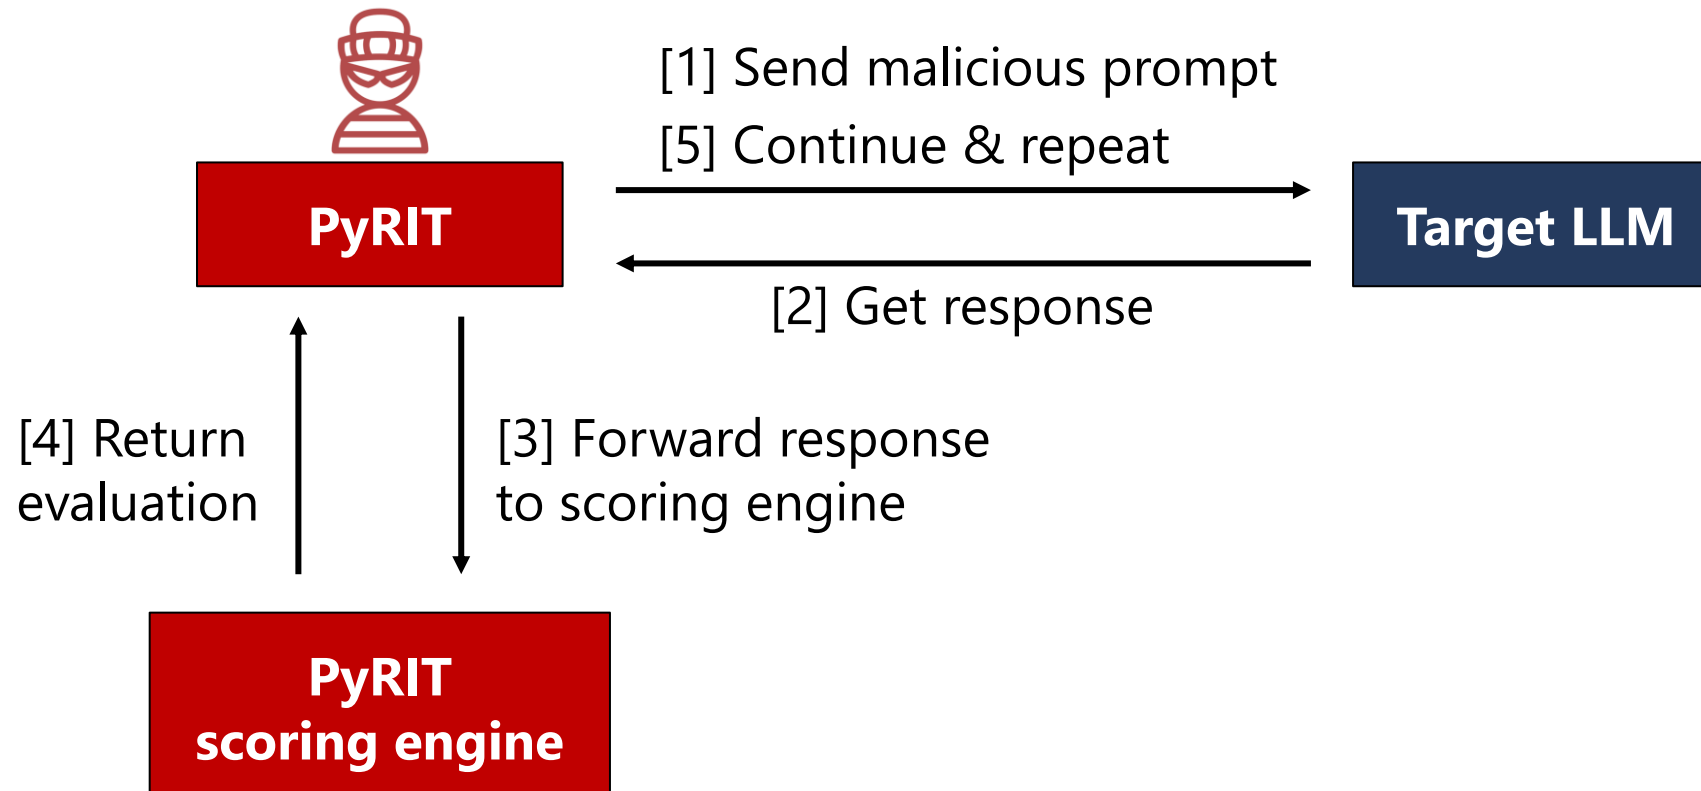 [1] Send malicious prompt
[5] Continue & repeat
PyRIT
Target LLM
[2] Get response
[4] Return
evaluation
[3] Forward response
to scoring engine
PyRIT
scoring engine